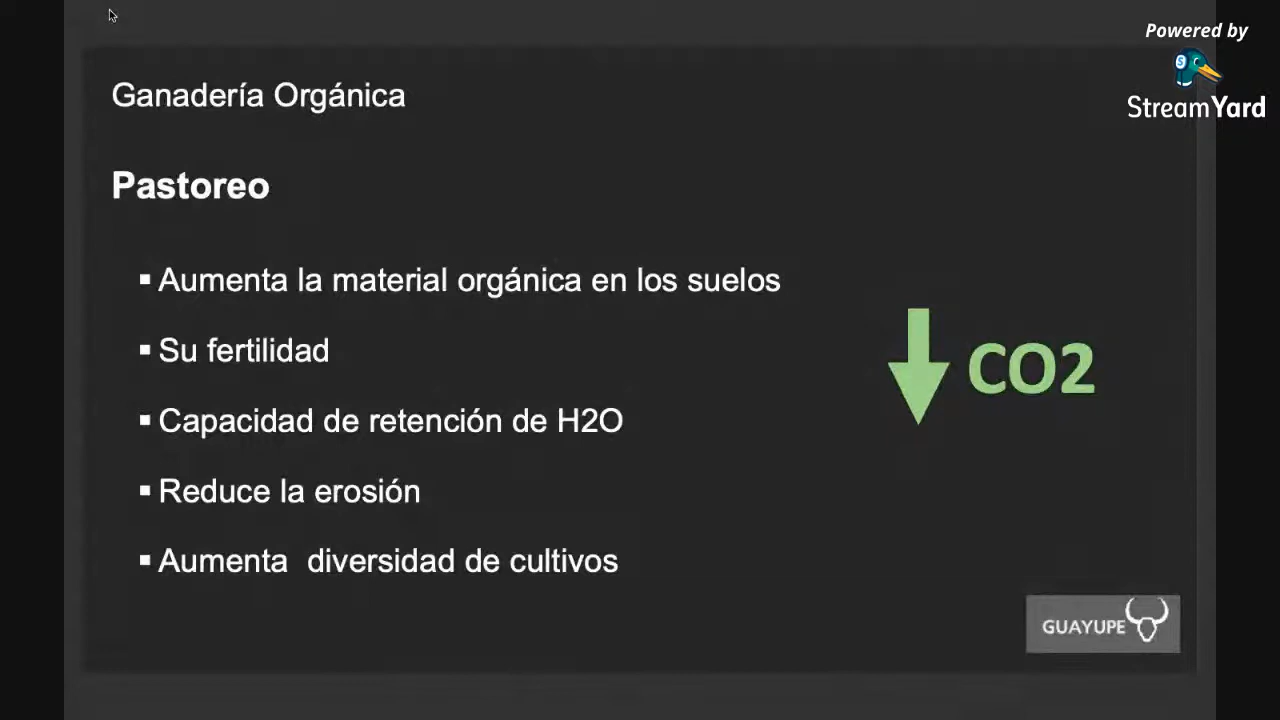 Powered by
StreamYard
Ganadería Orgánica
Pastoreo
▪ Aumenta la material orgánica en los suelos
▪ Su fertilidad
CO2
▪ Capacidad de retención de H2O
▪ Reduce la erosión
▪ Aumenta  diversidad de cultivos
GUAYUPE